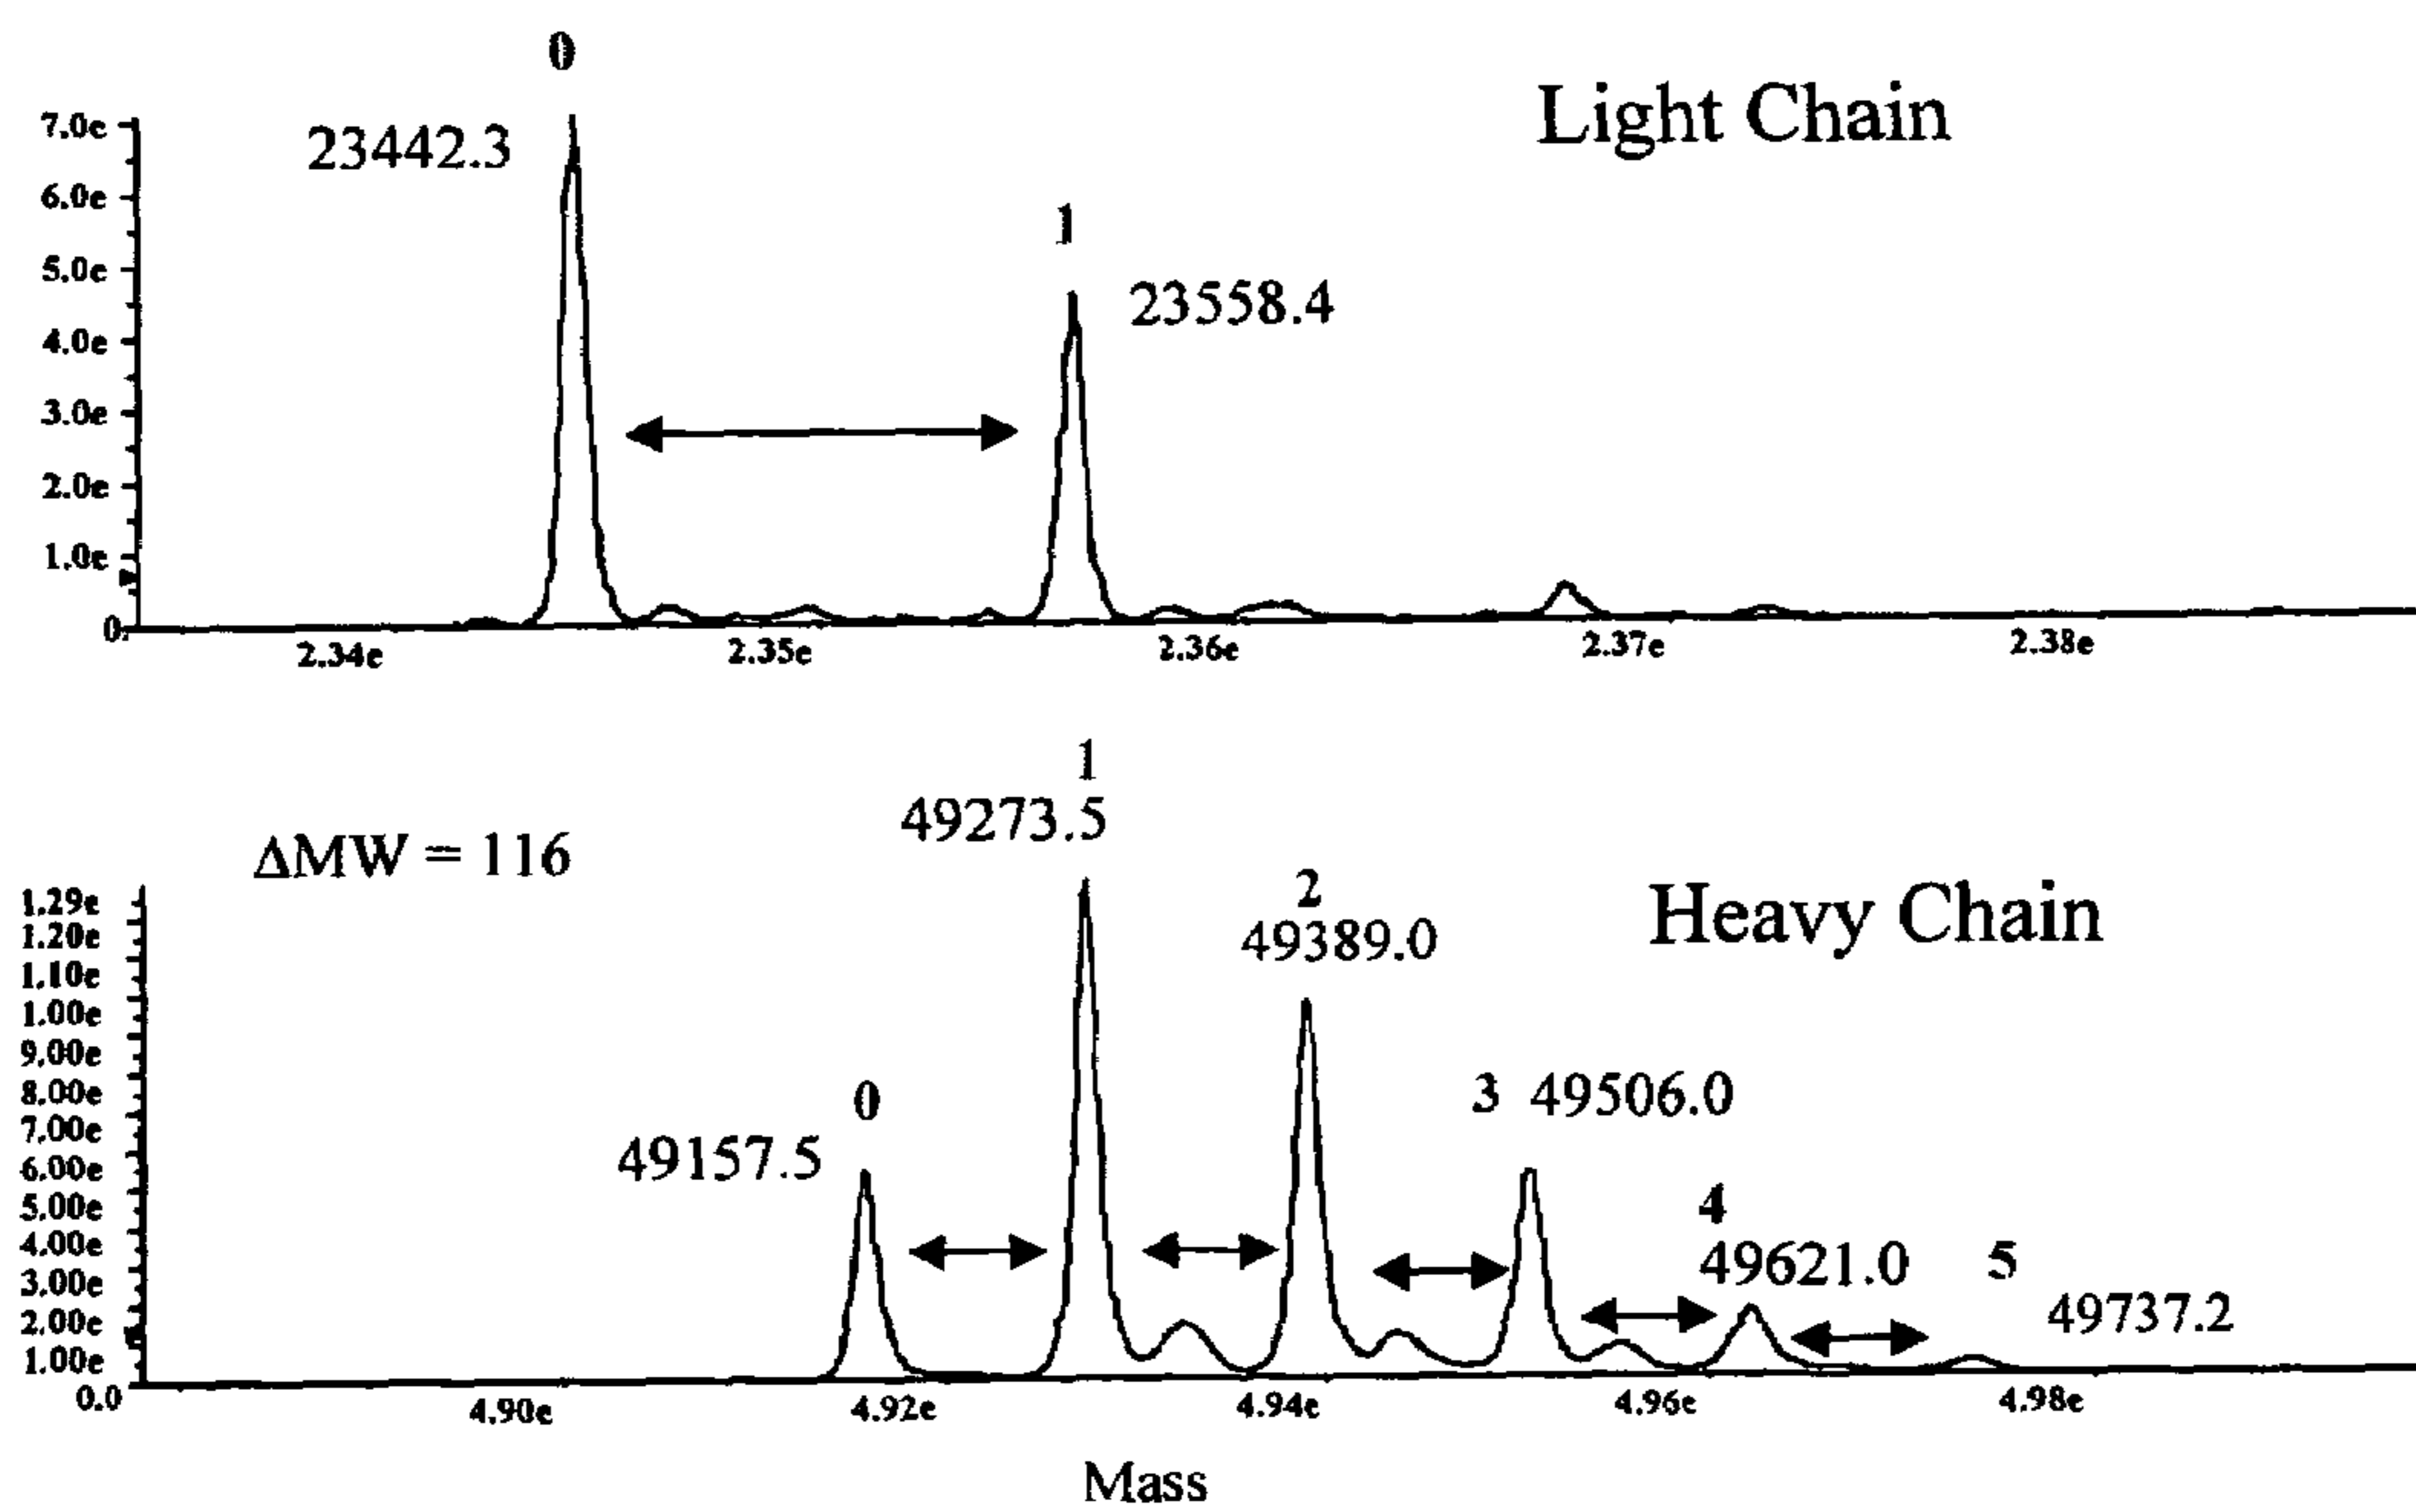 0
Light Chain
7.0e
23442.3
6.0e
1
5.0e
23558.4
4.0e
3.0e
2.0e
1.0e
0.
2.34e 2.35e 2.36e 2.37e 2.38e
1
49273.5
ΔMW = 116
2
Heavy Chain
49389.0
1.29e
1.20e
1.10e
1.00e
9.00e
8.00e
7.00e
6.00e
5.00e
4.00e
3.00e
2.00e
1.00e
0.0
0
49157.5
3 49506.0
4
49621.0
5
49737.2
4.90e 4.92e 4.94e 4.96e 4.98e
Mass